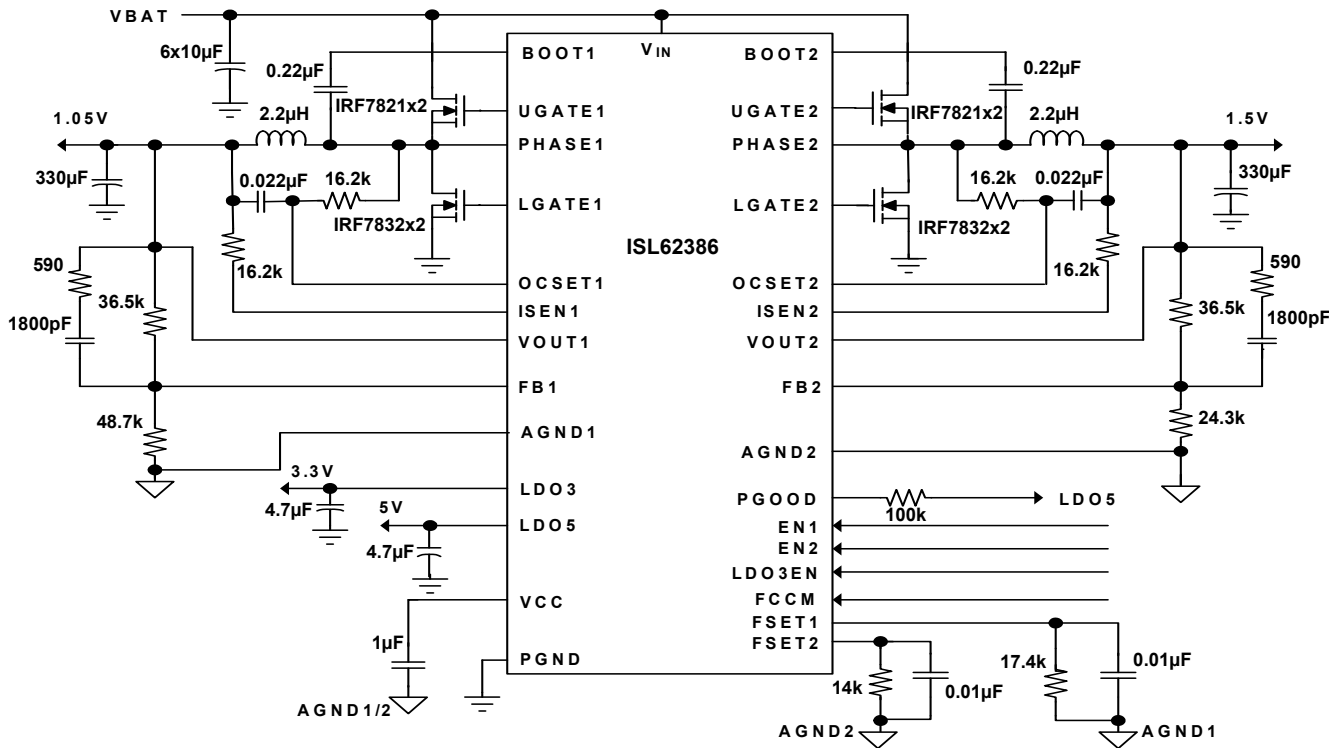 VBAT
6x10µF
0.22µF
IRF7821x2
2.2µH
1.05V
330µF
0.022µF
16.2k
IRF7832x2
16.2k
590
36.5k
1800pF
48.7k
3.3V
4.7µF
5V
4.7µF
1µF
AGND1/2
VIN
ISL62386
BOOT1
UGATE1
PHASE1
LGATE1
OCSET1
ISEN1
VOUT1
FB1
AGND1
LDO3
LDO5
VCC
PGND
BOOT2
UGATE2
PHASE2
LGATE2
OCSET2
ISEN2
VOUT2
FB2
AGND2
PGOOD
EN1
EN2
LDO3EN
FCCM
FSET1
FSET2
0.22µF
IRF7821x2
2.2µH
1.5V
330µF
16.2k
0.022µF
IRF7832x2
16.2k
590
36.5k
1800pF
24.3k
100k
LDO5
14k
0.01µF
AGND2
17.4k
0.01µF
AGND1